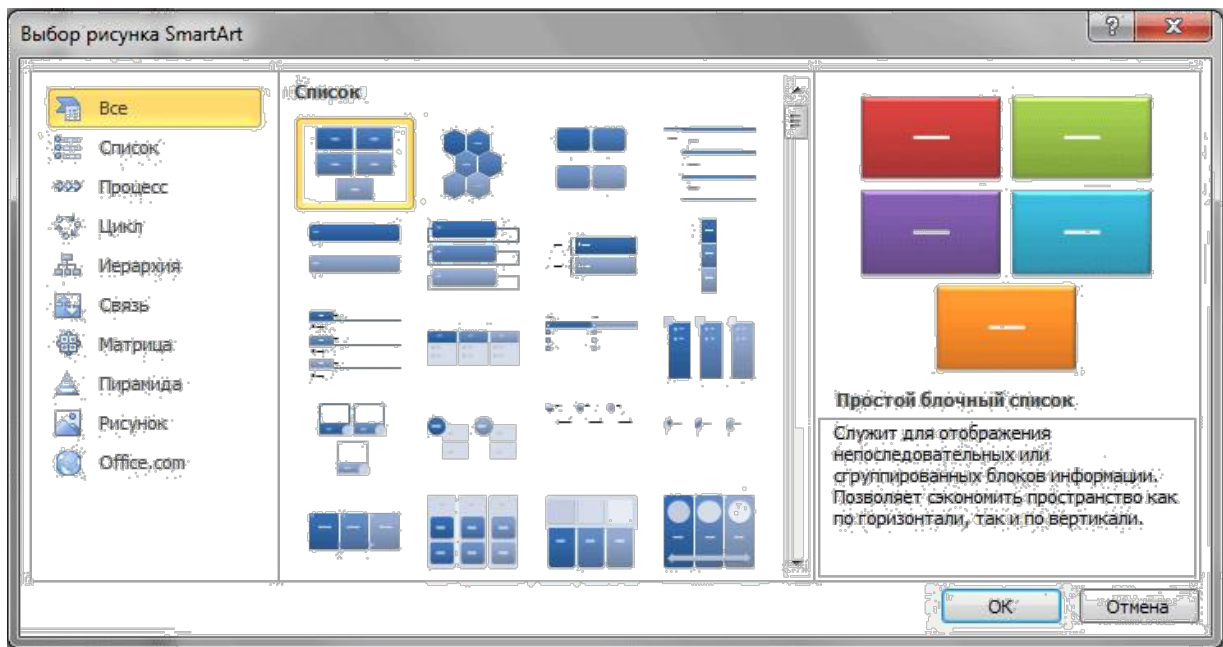 Выбор рисунка SmartArt
Все
Список
Процесс
Цикл
Иерархия
Связь
Матрица
Пирамида
Рисунок
Office.com
Список
Простой блочный список
Служит для отображения
непоследовательных или
сгруппированных блоков информации.
Позволяет сэкономить пространство как
по горизонтали, так и по вертикали.
ОК
Отмена